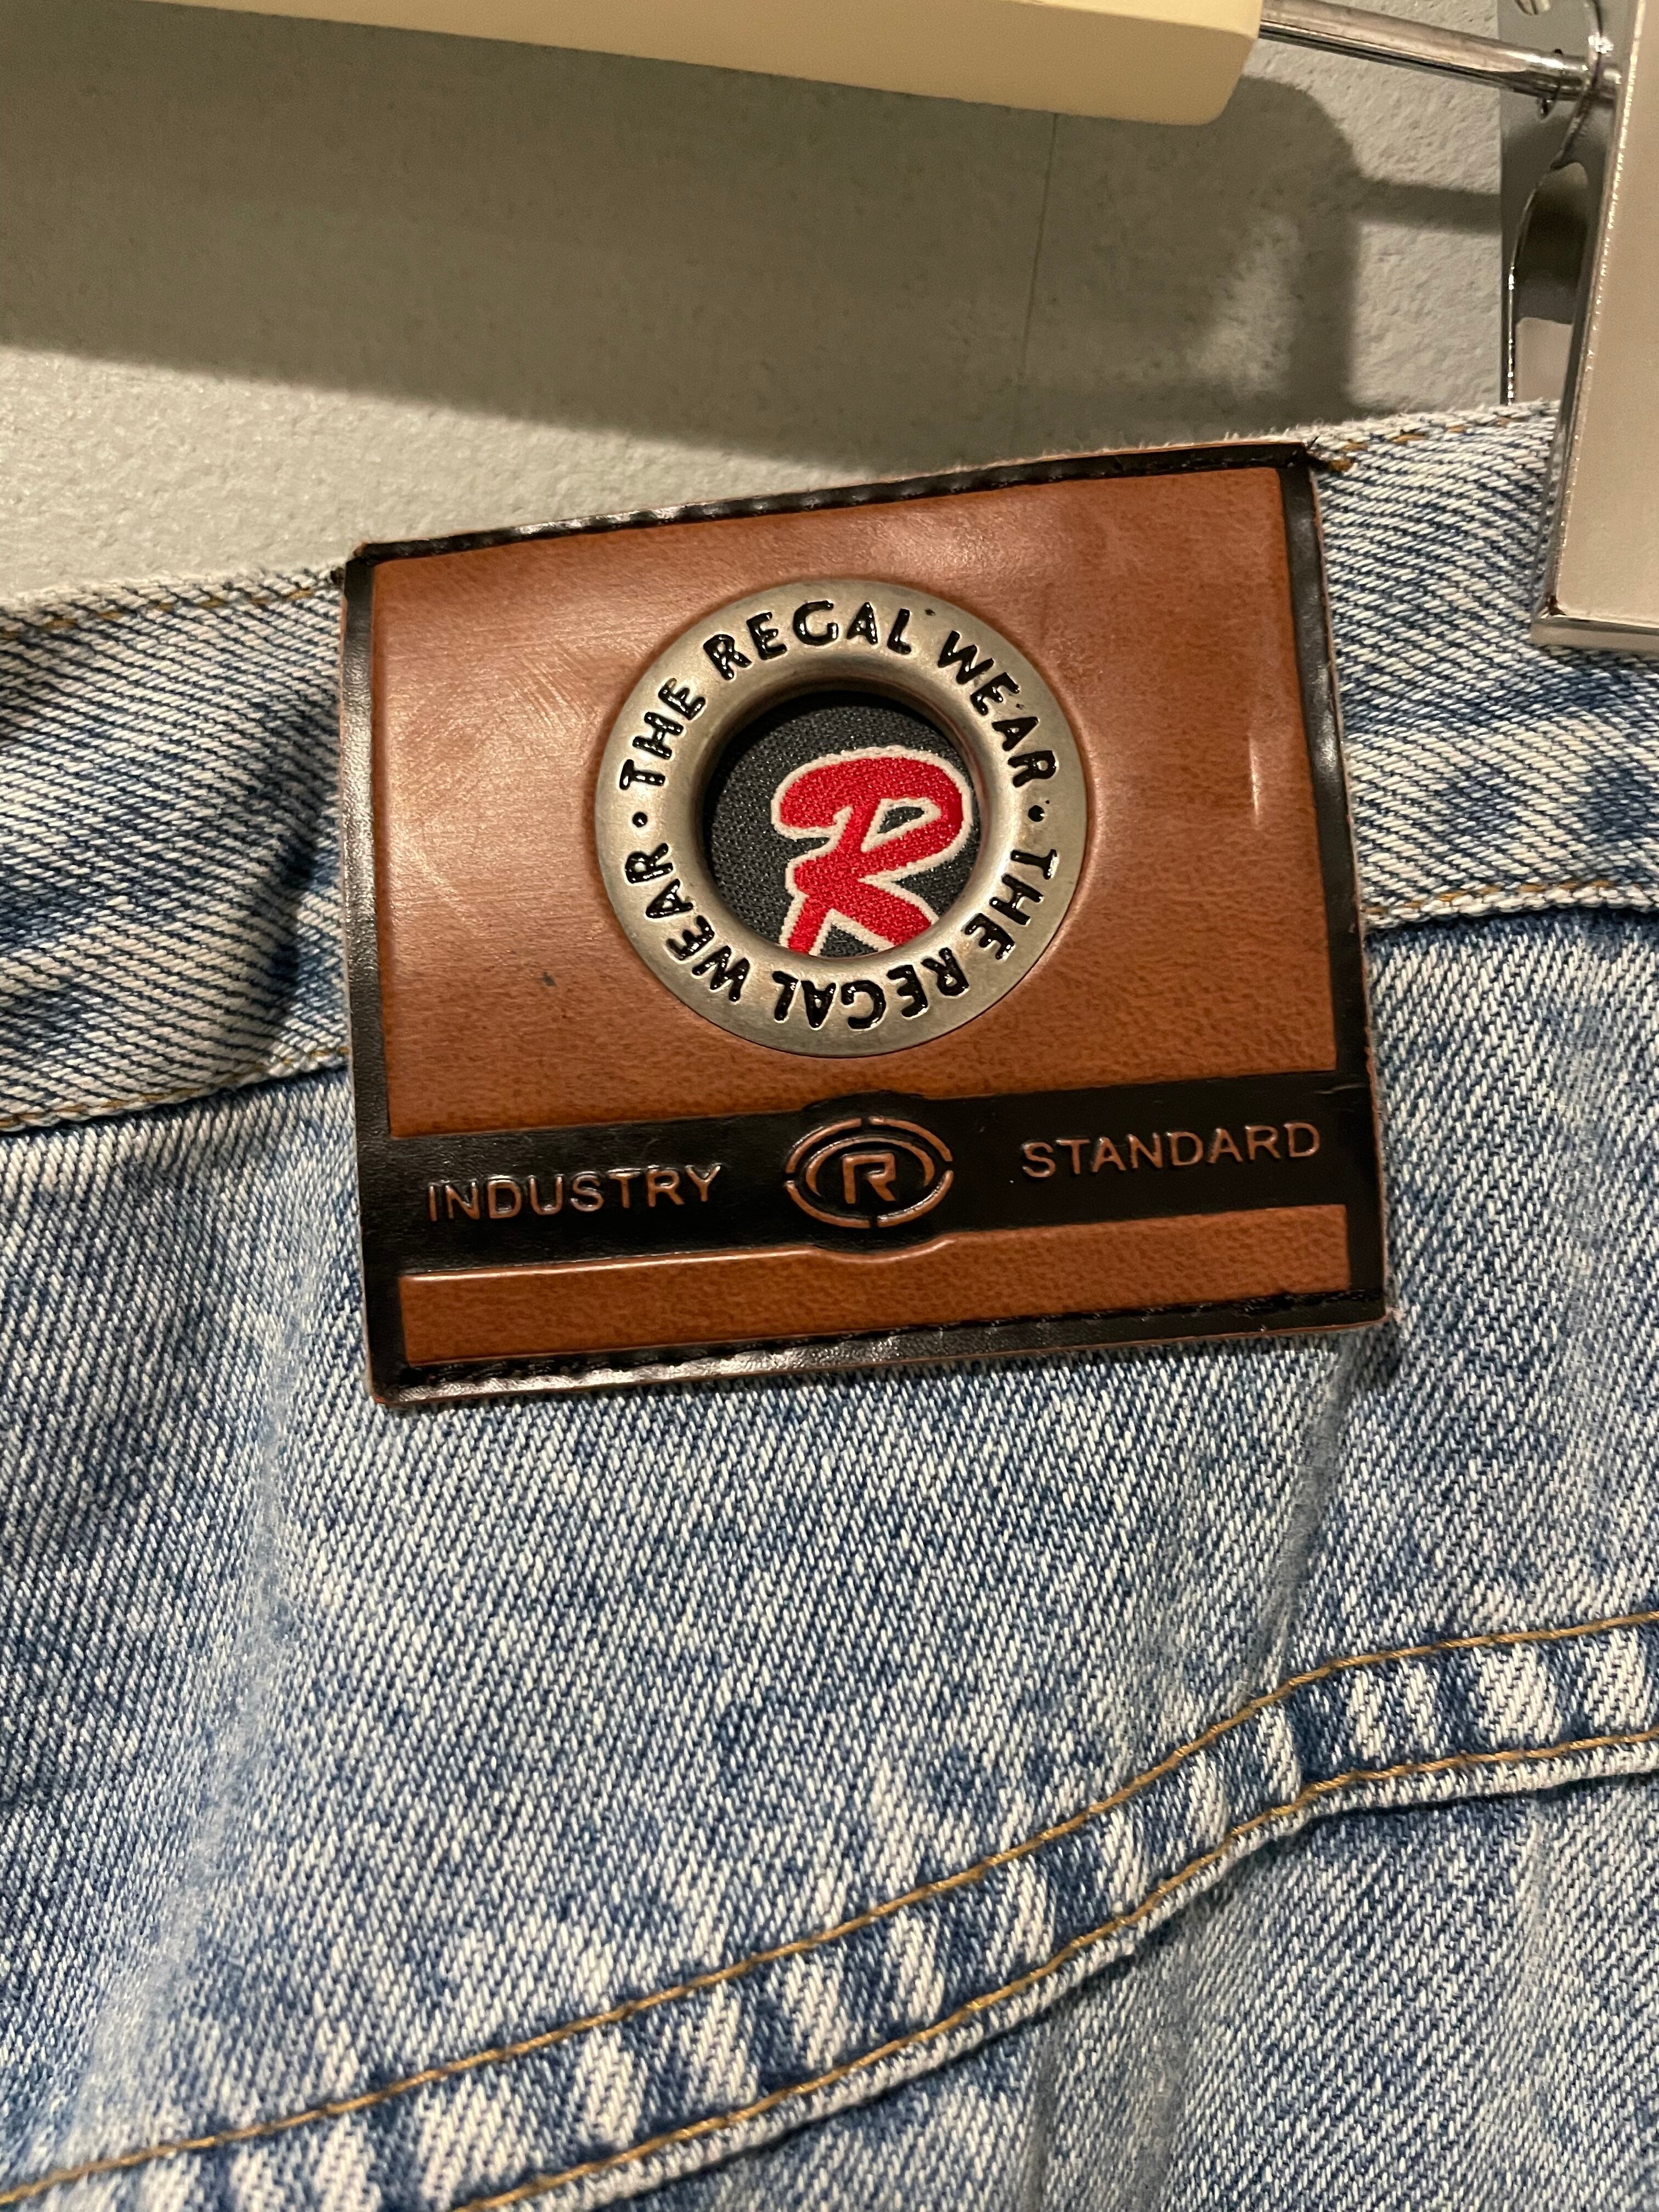 THE REGAL WEAR · THE REGAL WEAR ·
R
INDUSTRY R STANDARD